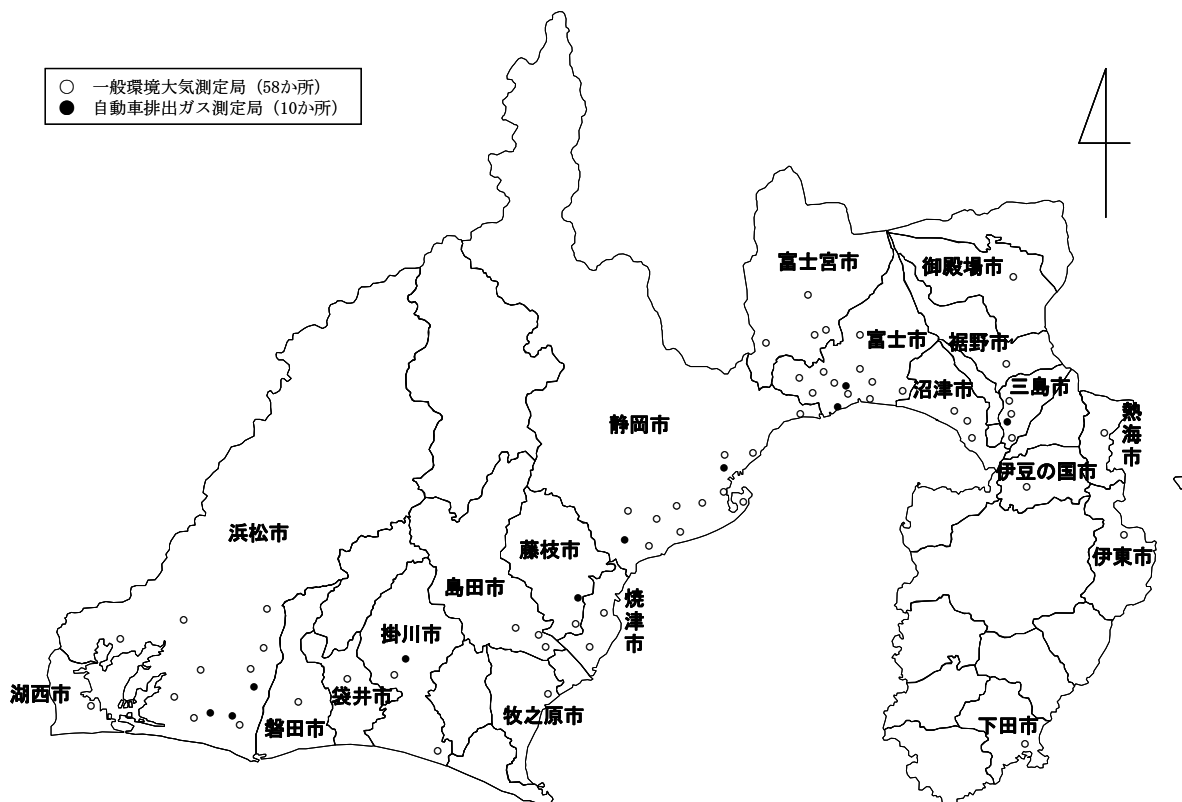 ○ 一般環境大気測定局（58か所）
● 自動車排出ガス測定局（10か所）
富士宮市
御殿場市
富士市
裾野市
沼津市
三島市
熱海市
静岡市
伊豆の国市
浜松市
藤枝市
伊東市
島田市
焼津市
掛川市
湖西市
袋井市
牧之原市
磐田市
下田市